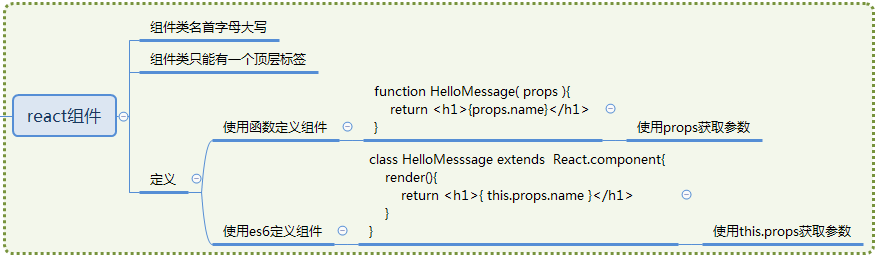 react组件
组件类名首字母大写
组件类只能有一个顶层标签
定义
使用函数定义组件
function HelloMessage( props ){
return <h1>{props.name}</h1>
}
使用props获取参数
使用es6定义组件
class HelloMesssage extends React.component{
render(){
return <h1>{ this.props.name }</h1>
}
}
使用this.props获取参数